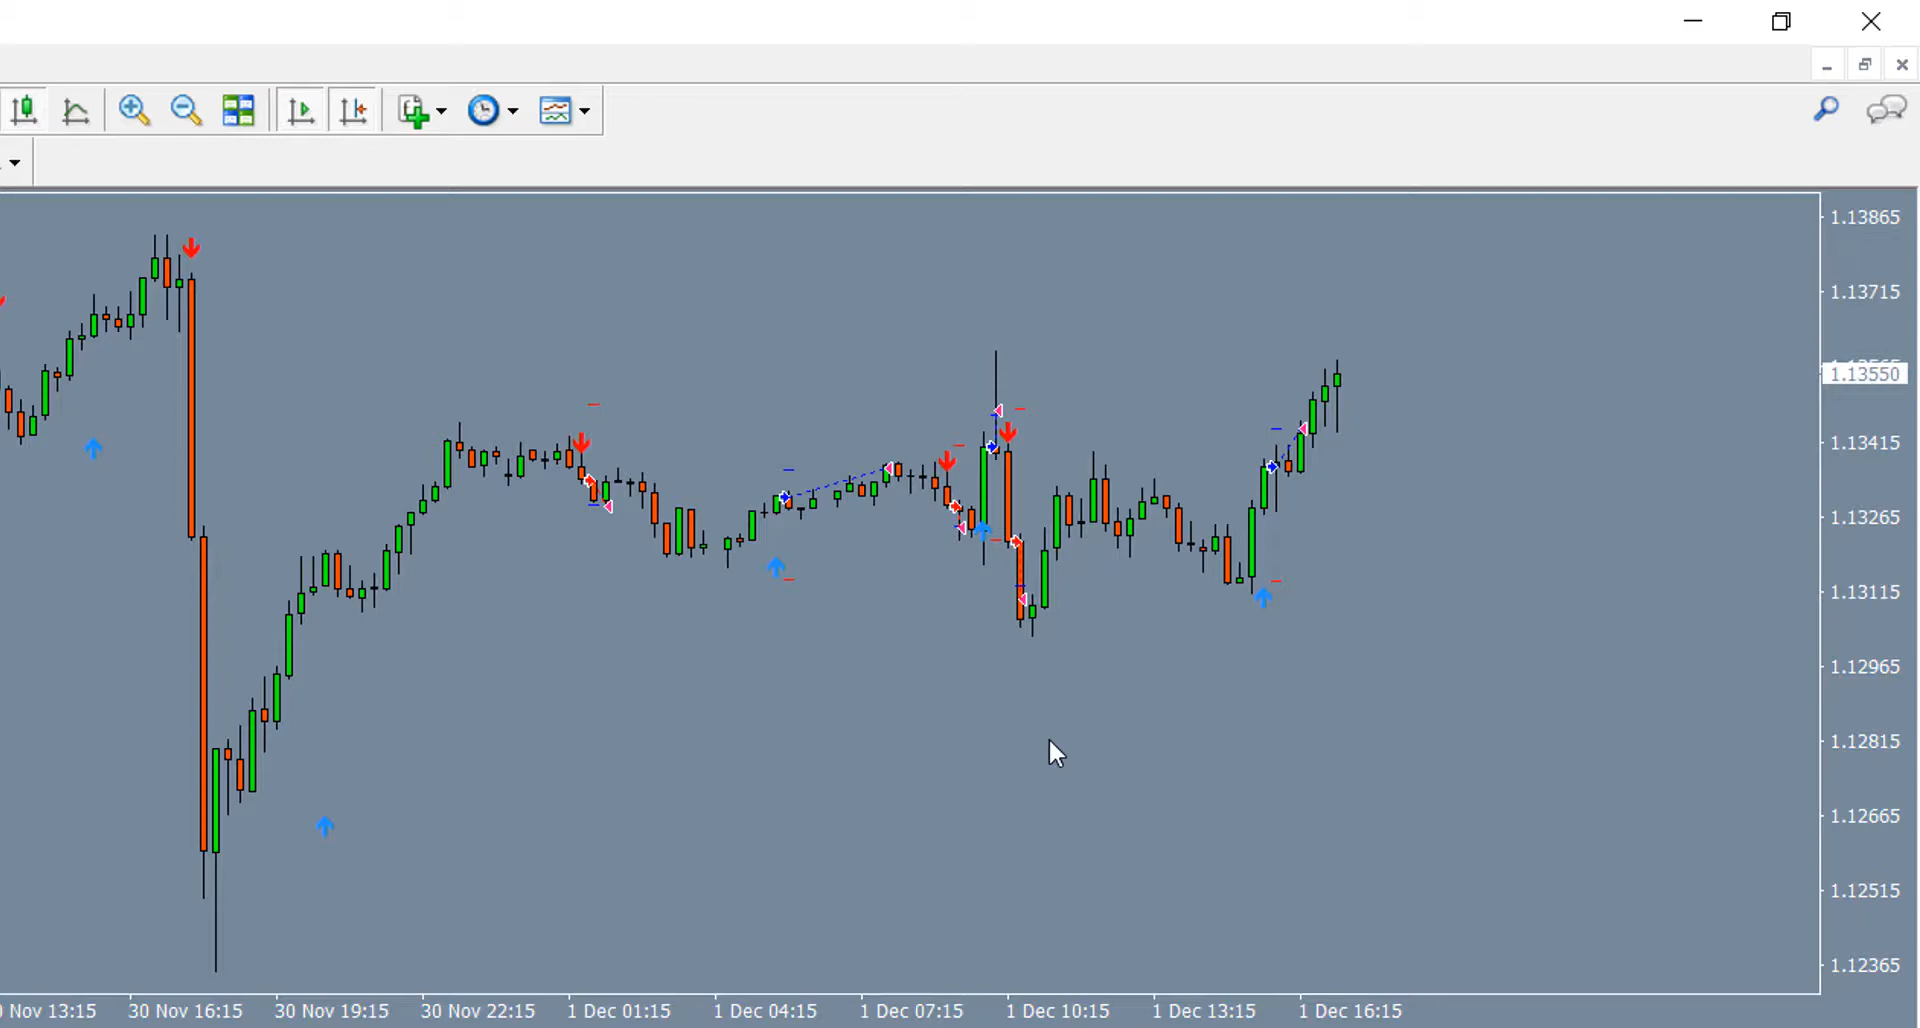 1.13865
1.13715
1.13550
1.13415
1.13265
1.13115
1.12965
1.12815
1.12665
1.12515
1.12365
Nov 13:15
30 Nov 16:15
30 Nov 19:15
30 Nov 22:15
1 Dec 01:15
1 Dec 04:15
1 Dec 07:15
1 Dec 10:15
1 Dec 13:15
1 Dec 16:15